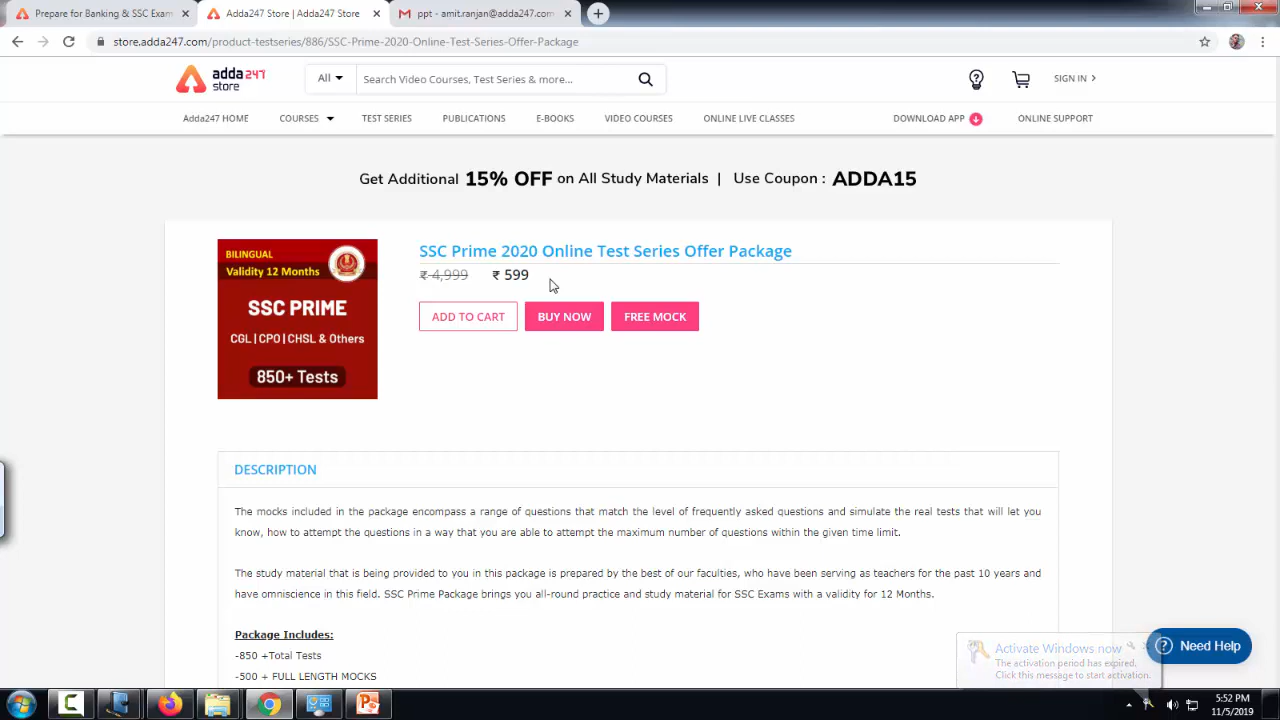 Prepare for Banking & SSC Exam
Adda247 Store | Adda247 Store
ppt - amit.ranjan@adda247.com
store.adda247.com/product-testseries/886/SSC-Prime-2020-Online-Test-Series-Offer-Package
adda247
store
All
Search Video Courses, Test Series & more...
SIGN IN
Adda247 HOME
COURSES
TEST SERIES
PUBLICATIONS
E-BOOKS
VIDEO COURSES
ONLINE LIVE CLASSES
DOWNLOAD APP
ONLINE SUPPORT
Get Additional 15% OFF on All Study Materials | Use Coupon : ADDA15
BILINGUAL
Validity 12 Months
SSC PRIME
CGL | CPO | CHSL & Others
850+ Tests
SSC Prime 2020 Online Test Series Offer Package
₹ 4,999 ₹ 599
ADD TO CART
BUY NOW
FREE MOCK
DESCRIPTION
The mocks included in the package encompass a range of questions that match the level of frequently asked questions and simulate the real tests that will let you
know, how to attempt the questions in a way that you are able to attempt the maximum number of questions within the given time limit.
The study material that is being provided to you in this package is prepared by the best of our faculties, who have been serving as teachers for the past 10 years and
have omniscience in this field. SSC Prime Package brings you all-round practice and study material for SSC Exams with a validity for 12 Months.
Package Includes:
-850 +Total Tests
-500 + FULL LENGTH MOCKS
Activate Windows now
The activation period has expired.
Click this message to start activation.
Need Help
5:52 PM
11/5/2019